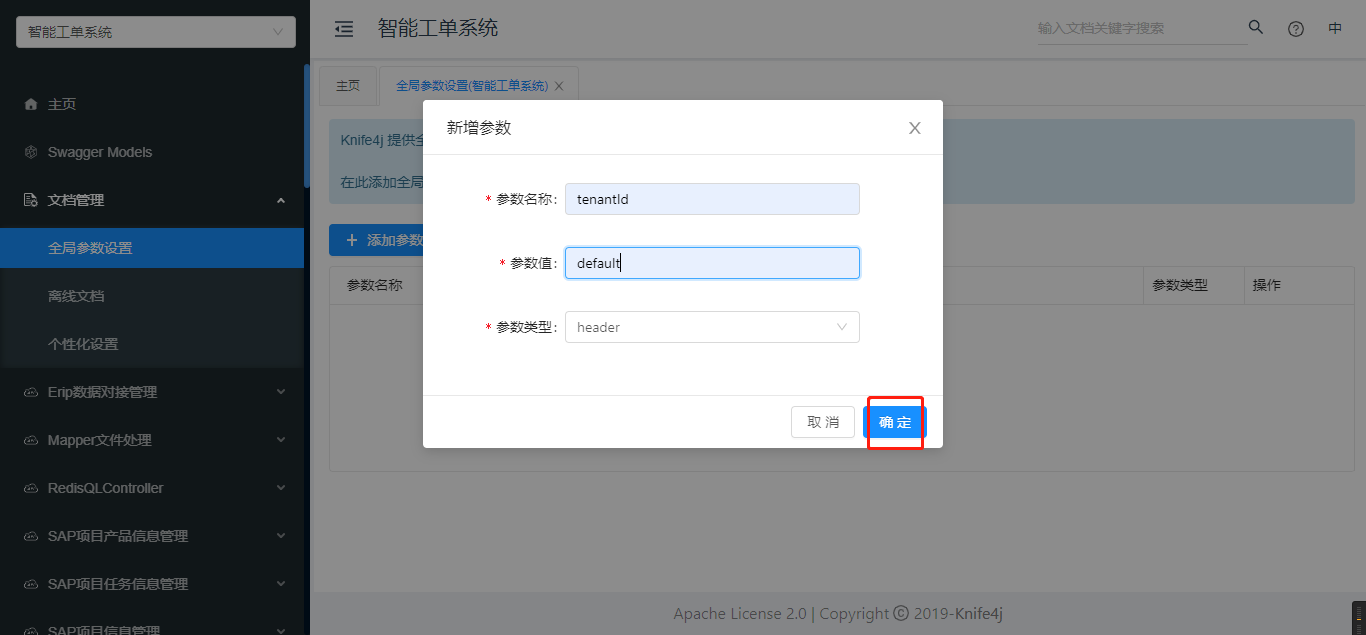 智能工单系统
智能工单系统
输入文档关键字搜索
中
主页
Swagger Models
文档管理
全局参数设置
离线文档
个性化设置
Erip数据对接管理
Mapper文件处理
RedisQLController
SAP项目产品信息管理
SAP项目任务信息管理
SAP项目信息管理
主页
全局参数设置(智能工单系统)
Knife4j 提供全
在此添加全局
添加参数
参数名称
参数类型
操作
新增参数
* 参数名称:
tenantId
* 参数值:
default
* 参数类型:
header
取 消
确 定
Apache License 2.0 | Copyright © 2019-Knife4j